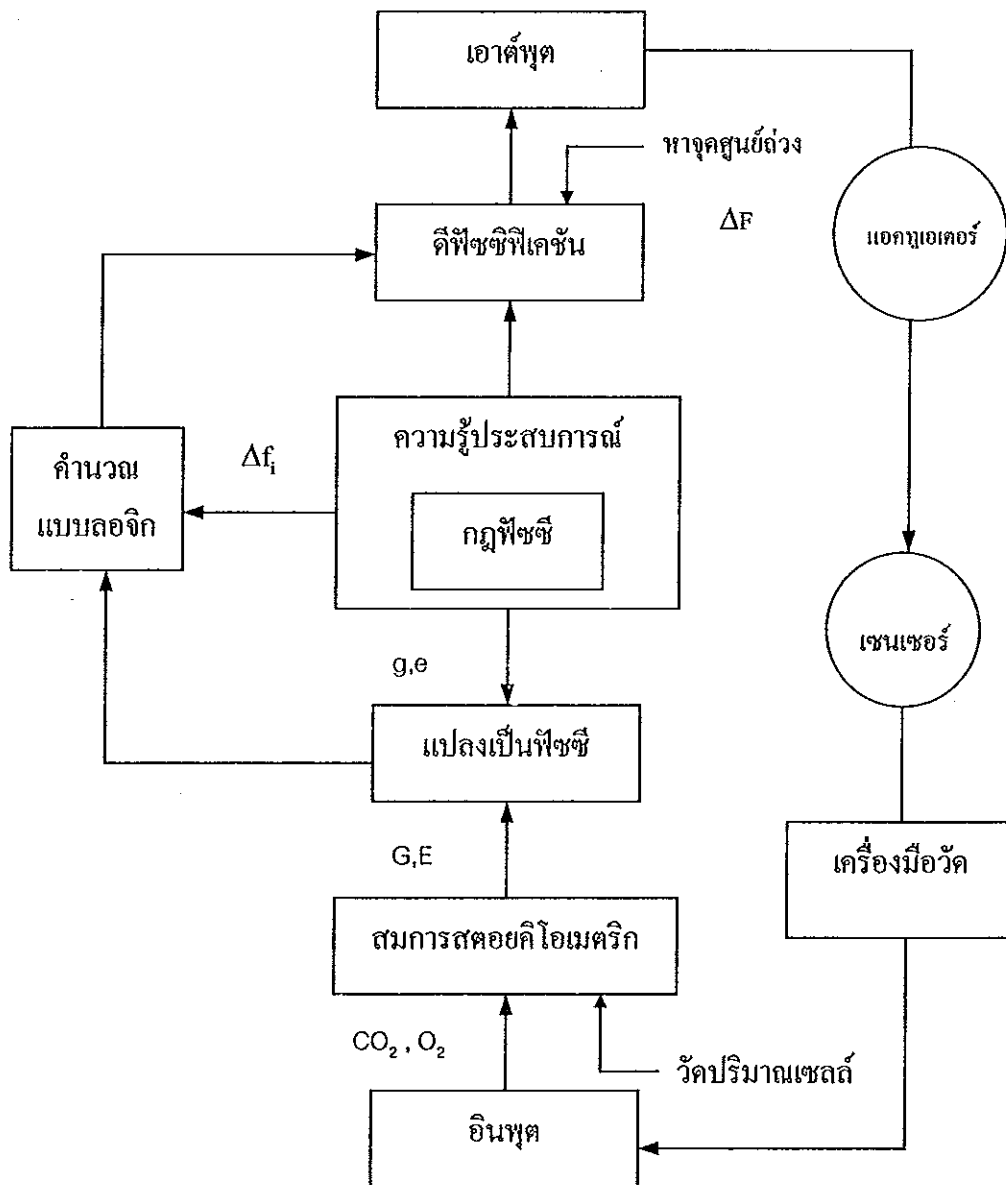 เอาต์พุต
หาจุดศูนย์ถ่วง
ΔF
แอคทูเอเตอร์
ดีฟัซซิฟิเคชัน
ความรู้ประสบการณ์
กฎฟัซซี
Δfᵢ
คำนวณ
แบบลอจิก
เซนเซอร์
g,e
แปลงเป็นฟัซซี
G,E
เครื่องมือวัด
สมการสตอยคิโอเมตริก
CO₂ , O₂
วัดปริมาณเซลล์
อินพุต